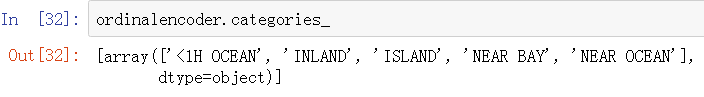 In [32]: ordinalencoder.categories_
Out[32]: [array(['<1H OCEAN', 'INLAND', 'ISLAND', 'NEAR BAY', 'NEAR OCEAN'],
dtype=object)]